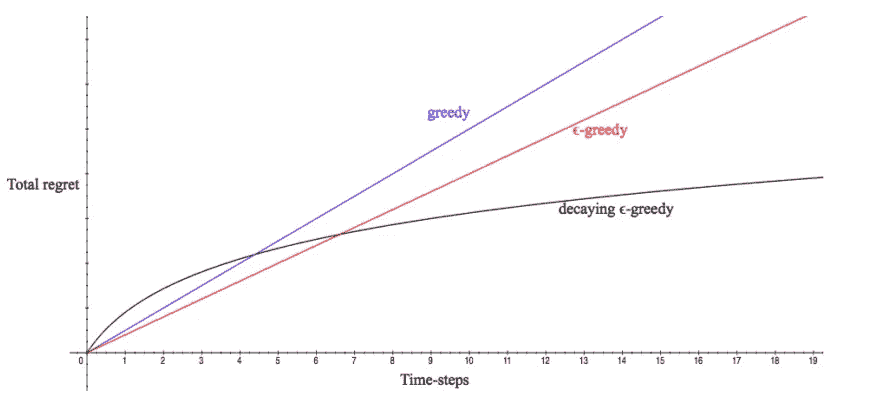 greedy
ϵ-greedy
Total regret
decaying ϵ-greedy
0 1 2 3 4 5 6 7 8 9 10 11 12 13 14 15 16 17 18 19
Time-steps